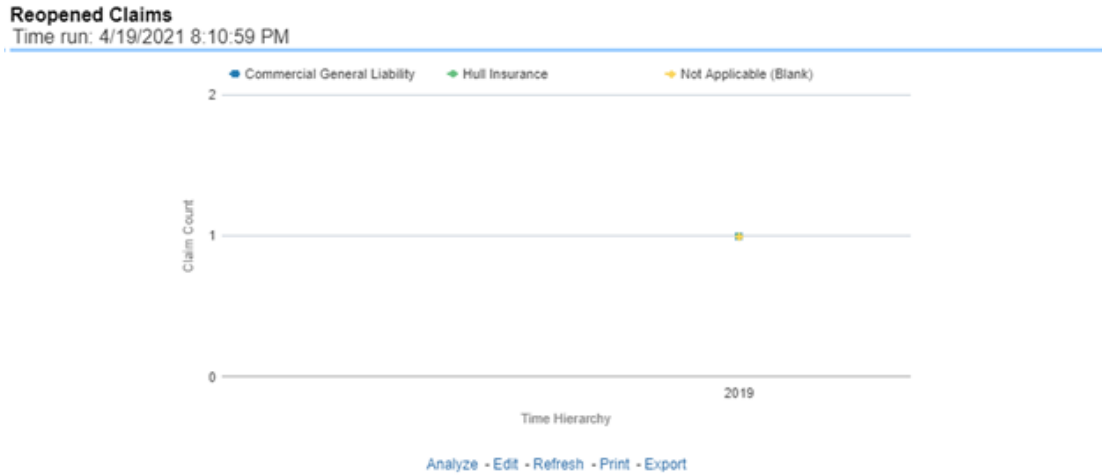 Reopened Claims
Time run: 4/19/2021 8:10:59 PM
Commercial General Liability Hull Insurance Not Applicable (Blank)
2
Claim Count
1
0
2019
Time Hierarchy
Analyze - Edit - Refresh - Print - Export